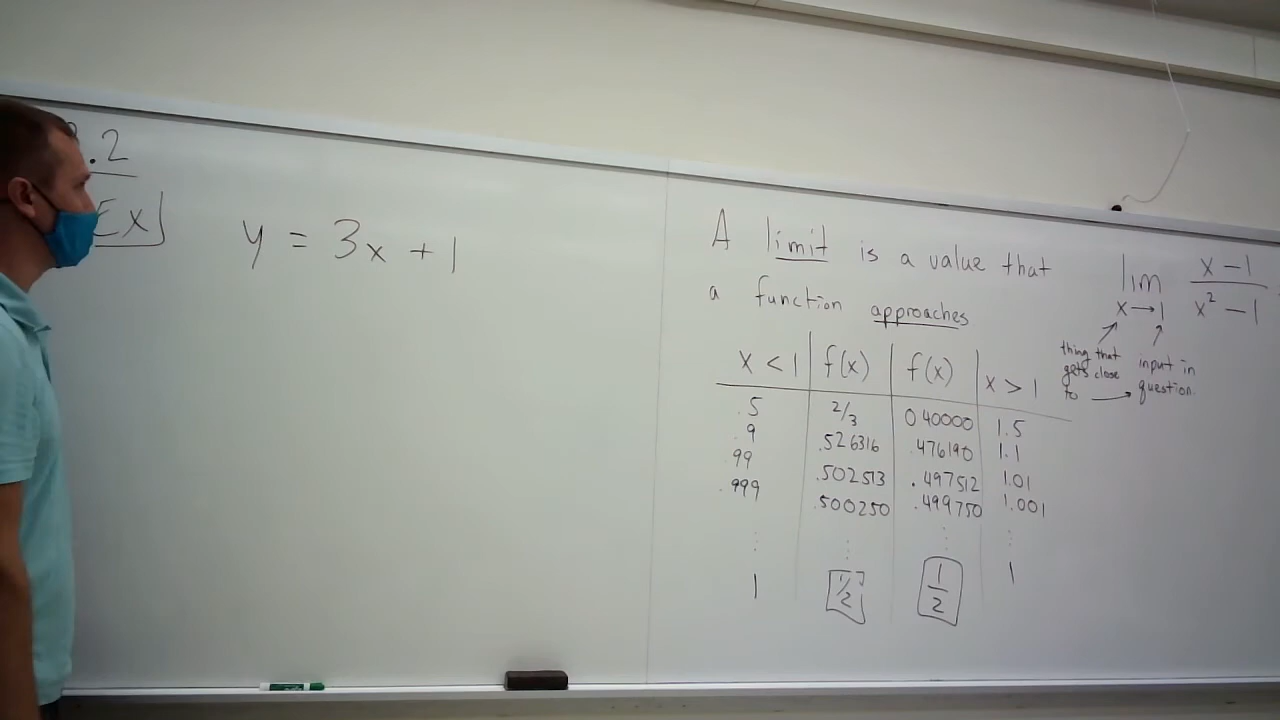 .2
Ex
y = 3x + 1
A limit is a value that
a function approaches
x < 1 | f(x) | f(x) | x > 1
.5 2/3 0.40000 1.5
.9 .526316 .476190 1.1
.99 .502513 .497512 1.01
.999 .500250 .499750 1.001
⋮ ⋮ ⋮ ⋮
1 1/2 1/2 1
lim x→1 (x - 1)/(x² - 1)
thing that
gets close
to →
input in
question.